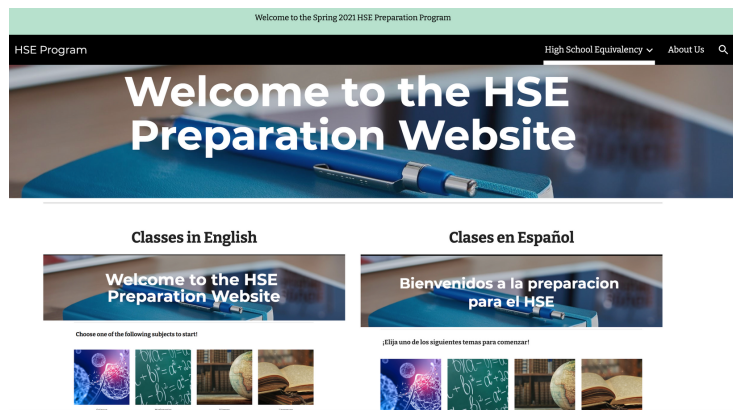 Welcome to the Spring 2021 HSE Preparation Program
HSE Program
High School Equivalency
About Us
Welcome to the HSE
Preparation Website
Classes in English
Clases en Español
Welcome to the HSE
Preparation Website
Bienvenidos a la preparacion
para el HSE
Choose one of the following subjects to start!
¡Elija uno de los siguientes temas para comenzar!